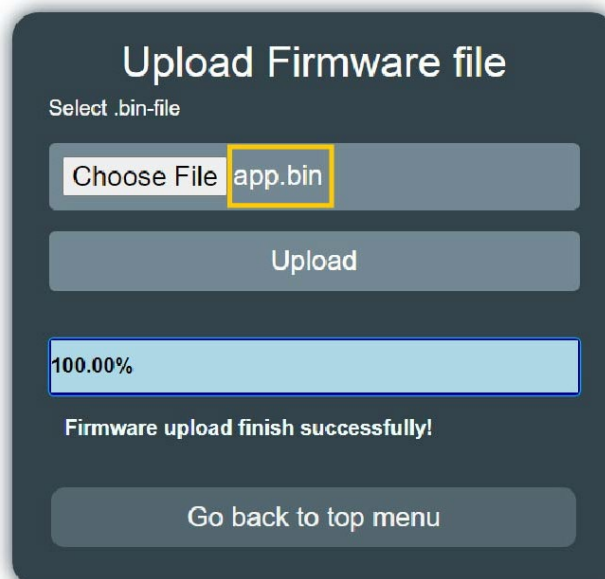 Upload Firmware file
Select .bin-file
Choose File app.bin
Upload
100.00%
Firmware upload finish successfully!
Go back to top menu